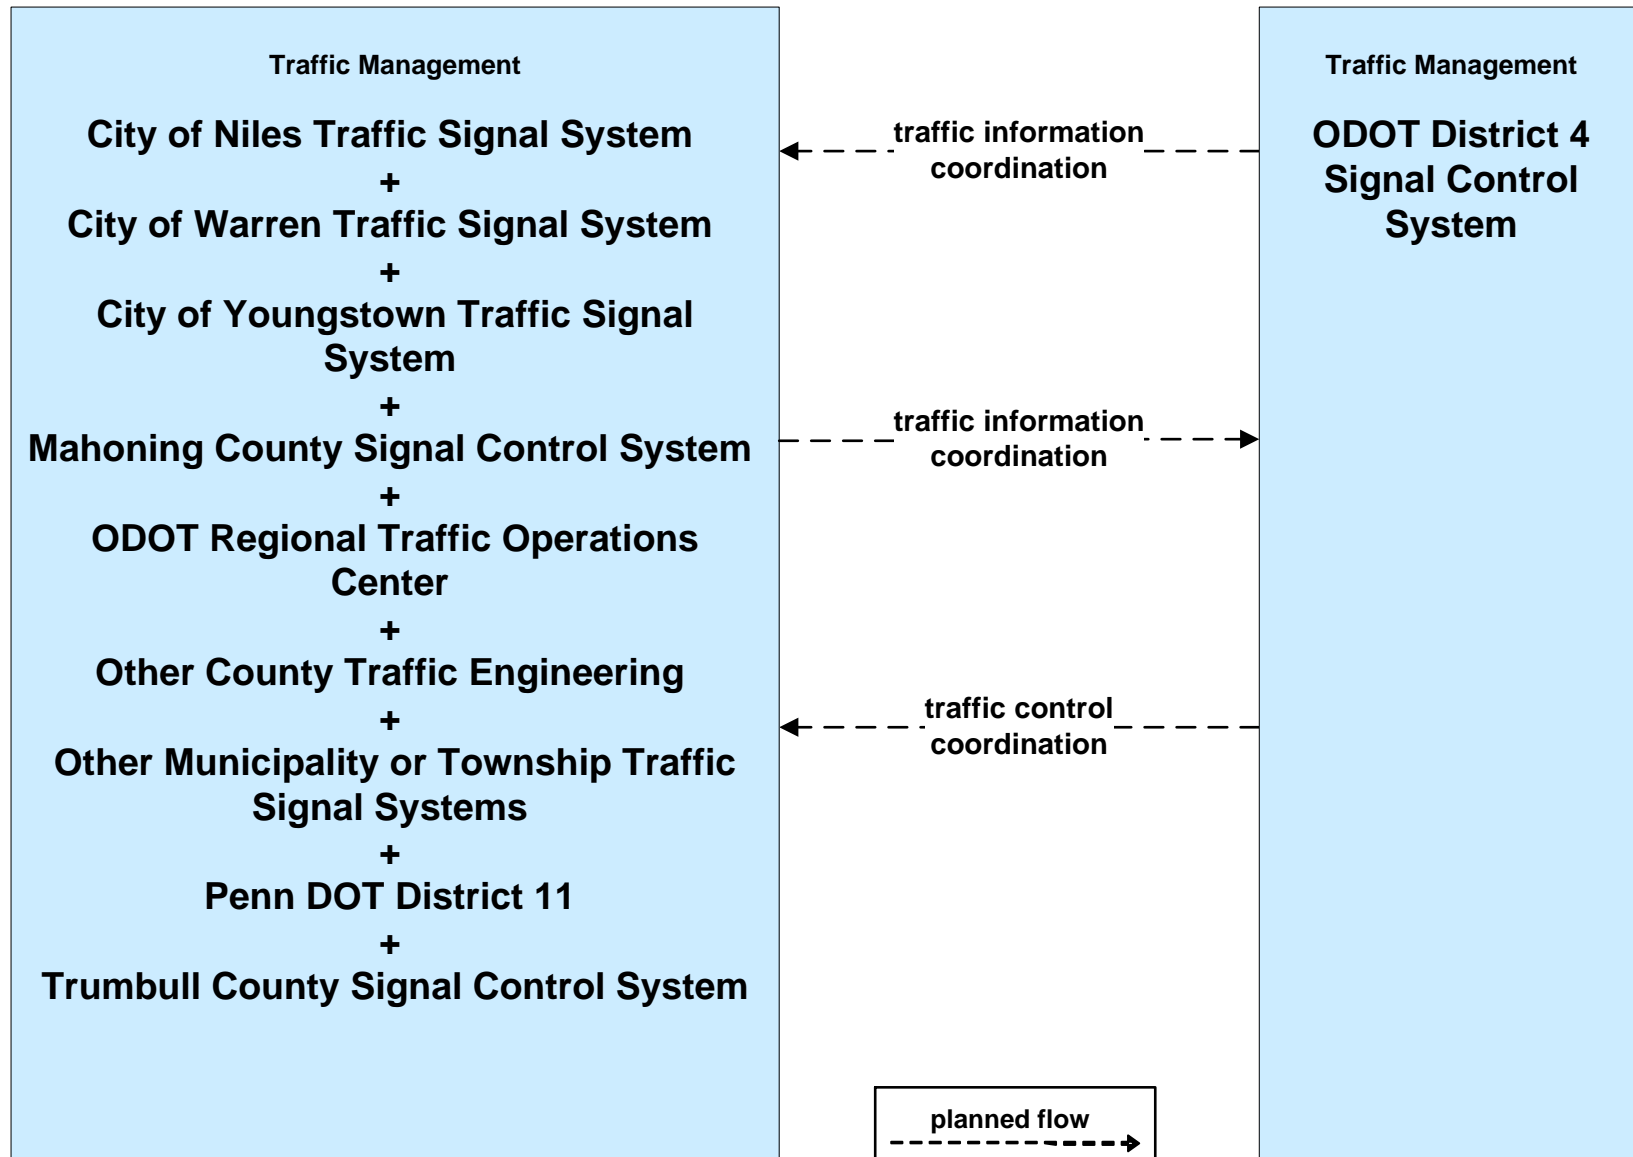 Traffic Management
City of Niles Traffic Signal System
+
City of Warren Traffic Signal System
+
City of Youngstown Traffic Signal
System
+
Mahoning County Signal Control System
+
ODOT Regional Traffic Operations
Center
+
Other County Traffic Engineering
+
Other Municipality or Township Traffic
Signal Systems
+
Penn DOT District 11
+
Trumbull County Signal Control System
traffic information
coordination
traffic information
coordination
traffic control
coordination
planned flow
Traffic Management
ODOT District 4
Signal Control
System